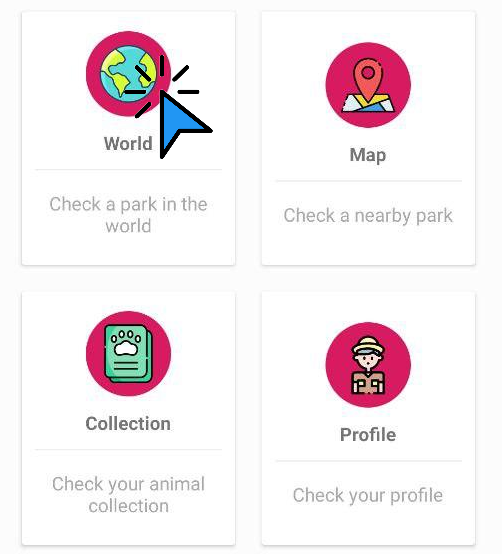 World
Check a park in the
world
Map
Check a nearby park
Collection
Check your animal
collection
Profile
Check your profile